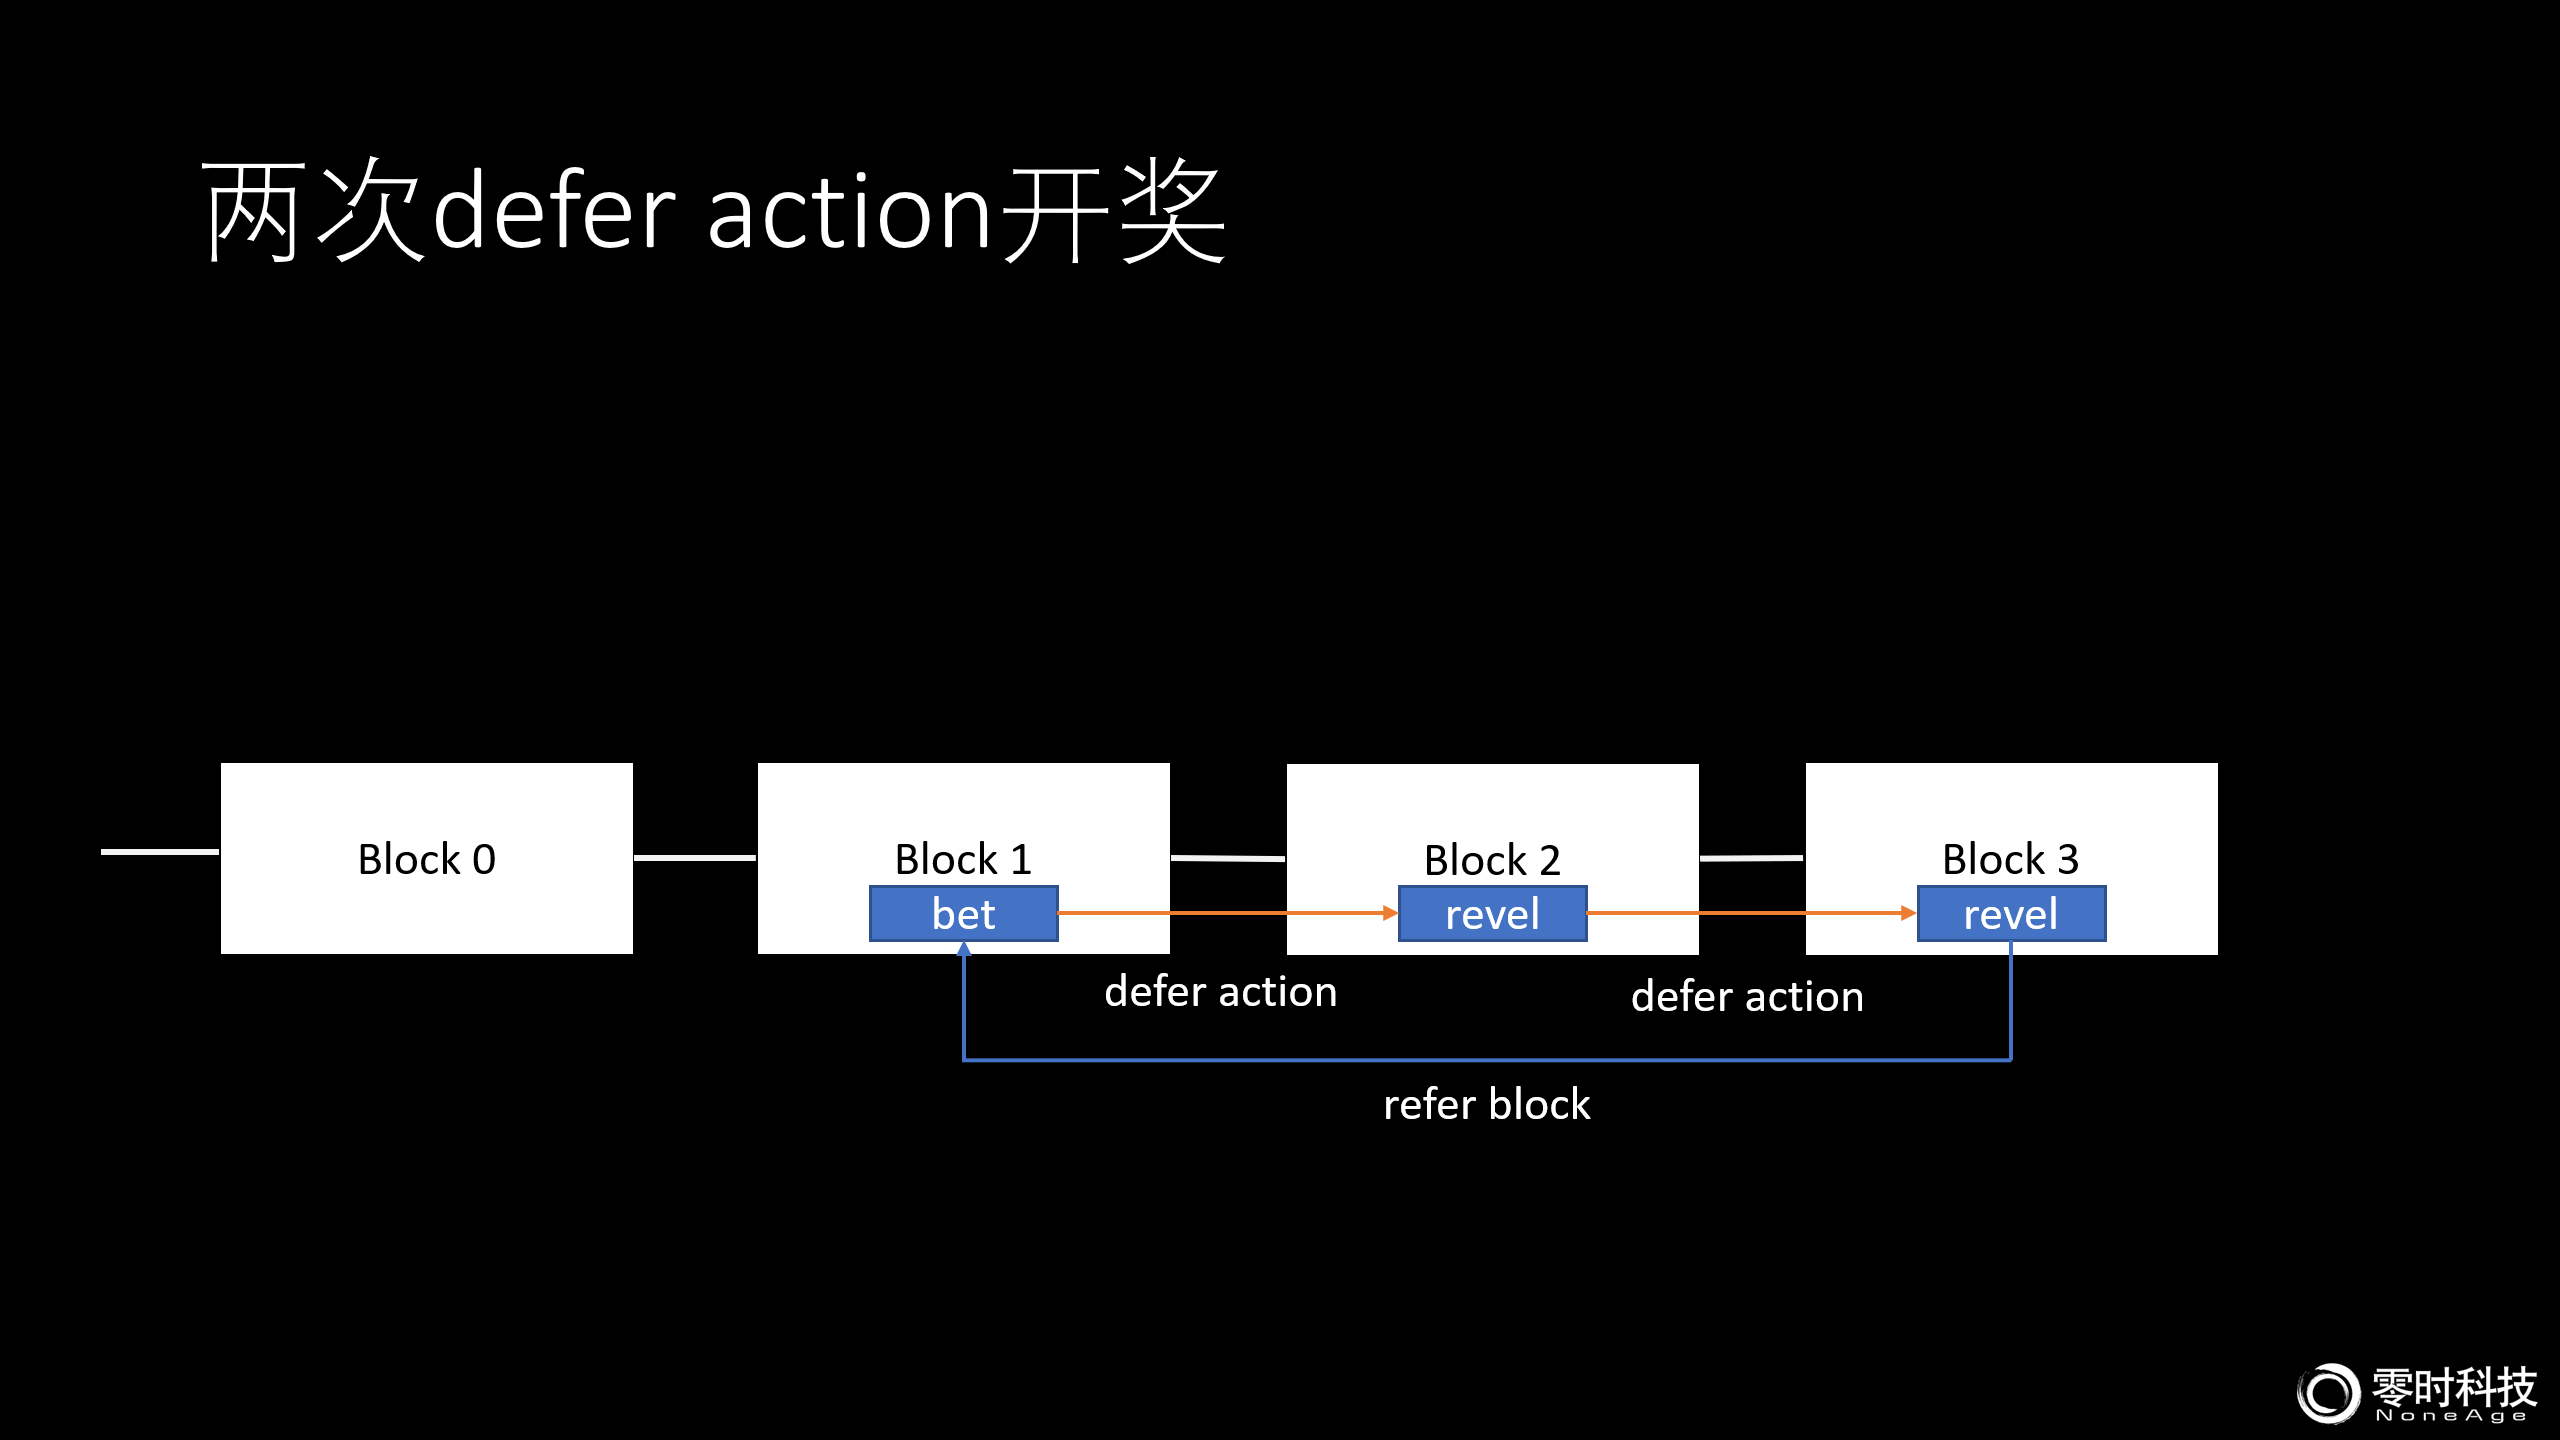 两次defer action开奖
Block 0
Block 1
Block 2
Block 3
bet
revel
revel
defer action
defer action
refer block
零时科技
NoneAge